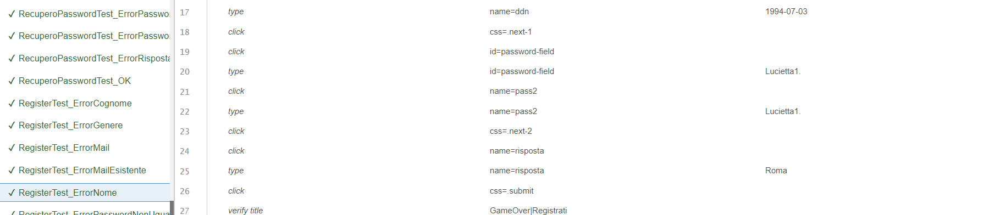 ✓ RecuperoPasswordTest_ErrorPasswo
✓ RecuperoPasswordTest_ErrorPasswo
✓ RecuperoPasswordTest_ErrorRisposta
✓ RecuperoPasswordTest_OK
✓ RegisterTest_ErrorCognome
✓ RegisterTest_ErrorGenere
✓ RegisterTest_ErrorMail
✓ RegisterTest_ErrorMailEsistente
✓ RegisterTest_ErrorNome
✓ RegisterTest_ErrorPasswordNonUgua
17 type name=ddn 1994-07-03
18 click css=.next-1
19 click id=password-field
20 type id=password-field Lucietta1.
21 click name=pass2
22 type name=pass2 Lucietta1.
23 click css=.next-2
24 click name=risposta
25 type name=risposta Roma
26 click css=.submit
27 verify title GameOver|Registrati